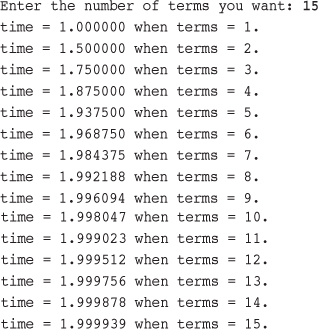 Enter the number of terms you want: 15
time = 1.000000 when terms = 1.
time = 1.500000 when terms = 2.
time = 1.750000 when terms = 3.
time = 1.875000 when terms = 4.
time = 1.937500 when terms = 5.
time = 1.968750 when terms = 6.
time = 1.984375 when terms = 7.
time = 1.992188 when terms = 8.
time = 1.996094 when terms = 9.
time = 1.998047 when terms = 10.
time = 1.999023 when terms = 11.
time = 1.999512 when terms = 12.
time = 1.999756 when terms = 13.
time = 1.999878 when terms = 14.
time = 1.999939 when terms = 15.